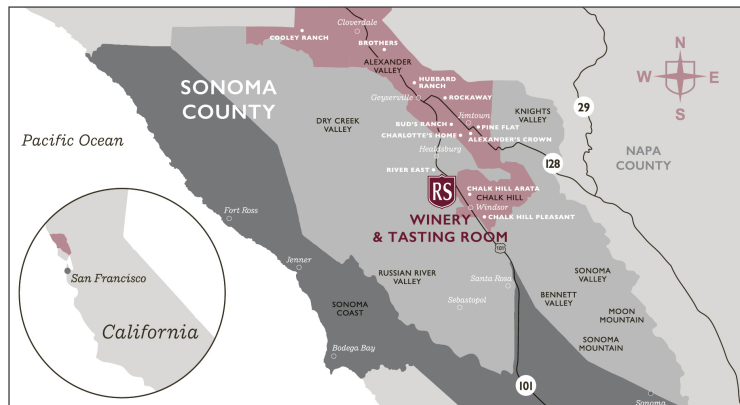 Cloverdale
COOLEY RANCH
BROTHERS
ALEXANDER
VALLEY
HUBBARD
RANCH
SONOMA
COUNTY
Geyserville
ROCKAWAY
N
W
E
S
29
KNIGHTS
VALLEY
DRY CREEK
VALLEY
BUD'S RANCH
Jimtown
PINE FLAT
CHARLOTTE'S HOME
ALEXANDER'S CROWN
Pacific Ocean
Healdsburg
NAPA
COUNTY
128
RIVER EAST
RS
CHALK HILL ARATA
CHALK HILL
Windsor
CHALK HILL PLEASANT
WINERY
& TASTING ROOM
Fort Ross
101
Jenner
RUSSIAN RIVER
VALLEY
Santa Rosa
SONOMA
VALLEY
San Francisco
BENNETT
VALLEY
SONOMA
COAST
Sebastopol
MOON
MOUNTAIN
California
SONOMA
MOUNTAIN
Bodega Bay
101
Sonoma